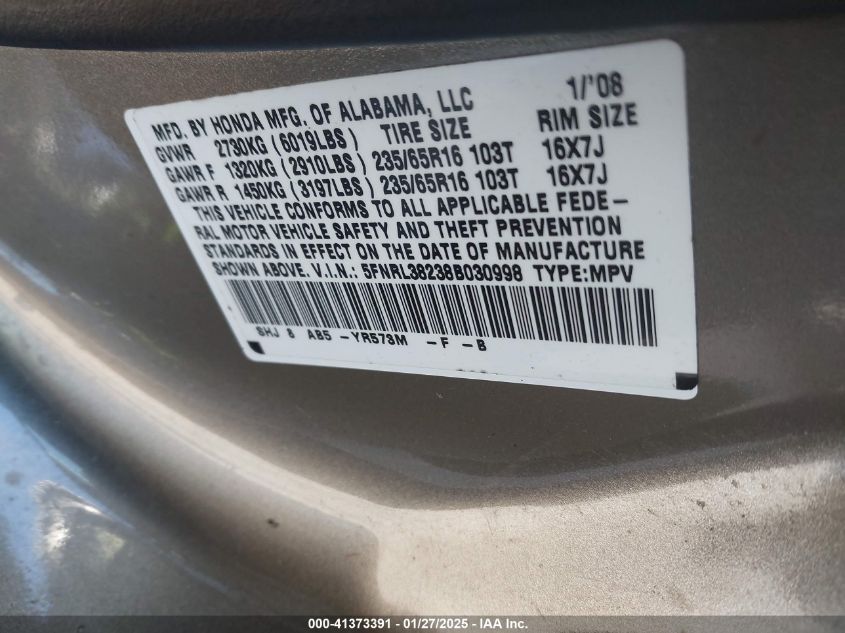 MFD. BY HONDA MFG. OF ALABAMA, LLC 1/'08
GVWR 2730KG (6019LBS) TIRE SIZE RIM SIZE
GAWR F 1320KG (2910LBS) 235/65R16 103T 16X7J
GAWR R 1450KG (3197LBS) 235/65R16 103T 16X7J
THIS VEHICLE CONFORMS TO ALL APPLICABLE FEDE-
RAL MOTOR VEHICLE SAFETY AND THEFT PREVENTION
STANDARDS IN EFFECT ON THE DATE OF MANUFACTURE
SHOWN ABOVE. V.I.N.: 5FNRL38238B030998 TYPE:MPV
SHJ 8 AB5 -YR573M -F -B
000-41373391 - 01/27/2025 - IAA Inc.